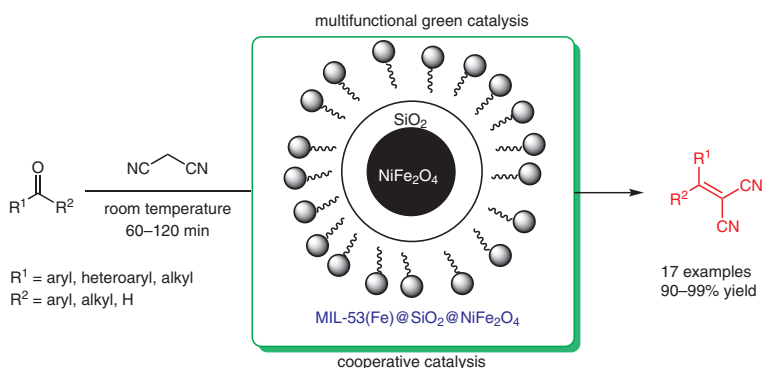 multifunctional green catalysis
O
R¹ R²
NC CN
room temperature
60–120 min
R¹ = aryl, heteroaryl, alkyl
R² = aryl, alkyl, H
SiO₂
NiFe₂O₄
MIL-53(Fe)@SiO₂@NiFe₂O₄
cooperative catalysis
R¹
R² CN
CN
17 examples
90–99% yield